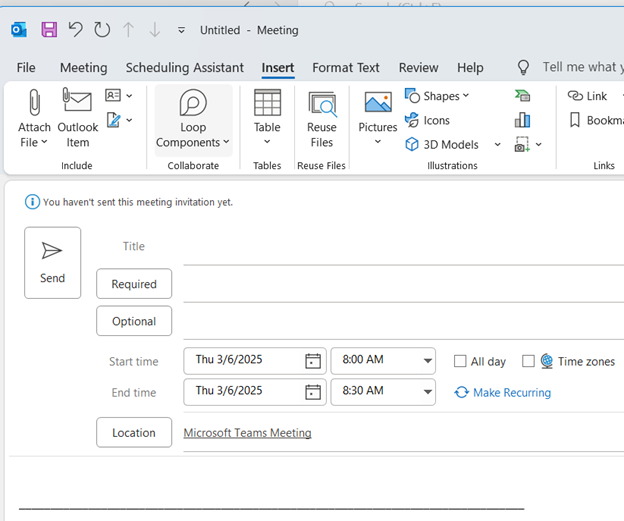 Untitled - Meeting
File Meeting Scheduling Assistant Insert Format Text Review Help Tell me what
Attach File Outlook Item Loop Components Table Reuse Files Pictures Shapes Icons 3D Models Link
Include Collaborate Tables Reuse Files Illustrations Links
You haven't sent this meeting invitation yet.
Send
Title
Required
Optional
Start time Thu 3/6/2025 8:00 AM All day Time zones
End time Thu 3/6/2025 8:30 AM Make Recurring
Location Microsoft Teams Meeting